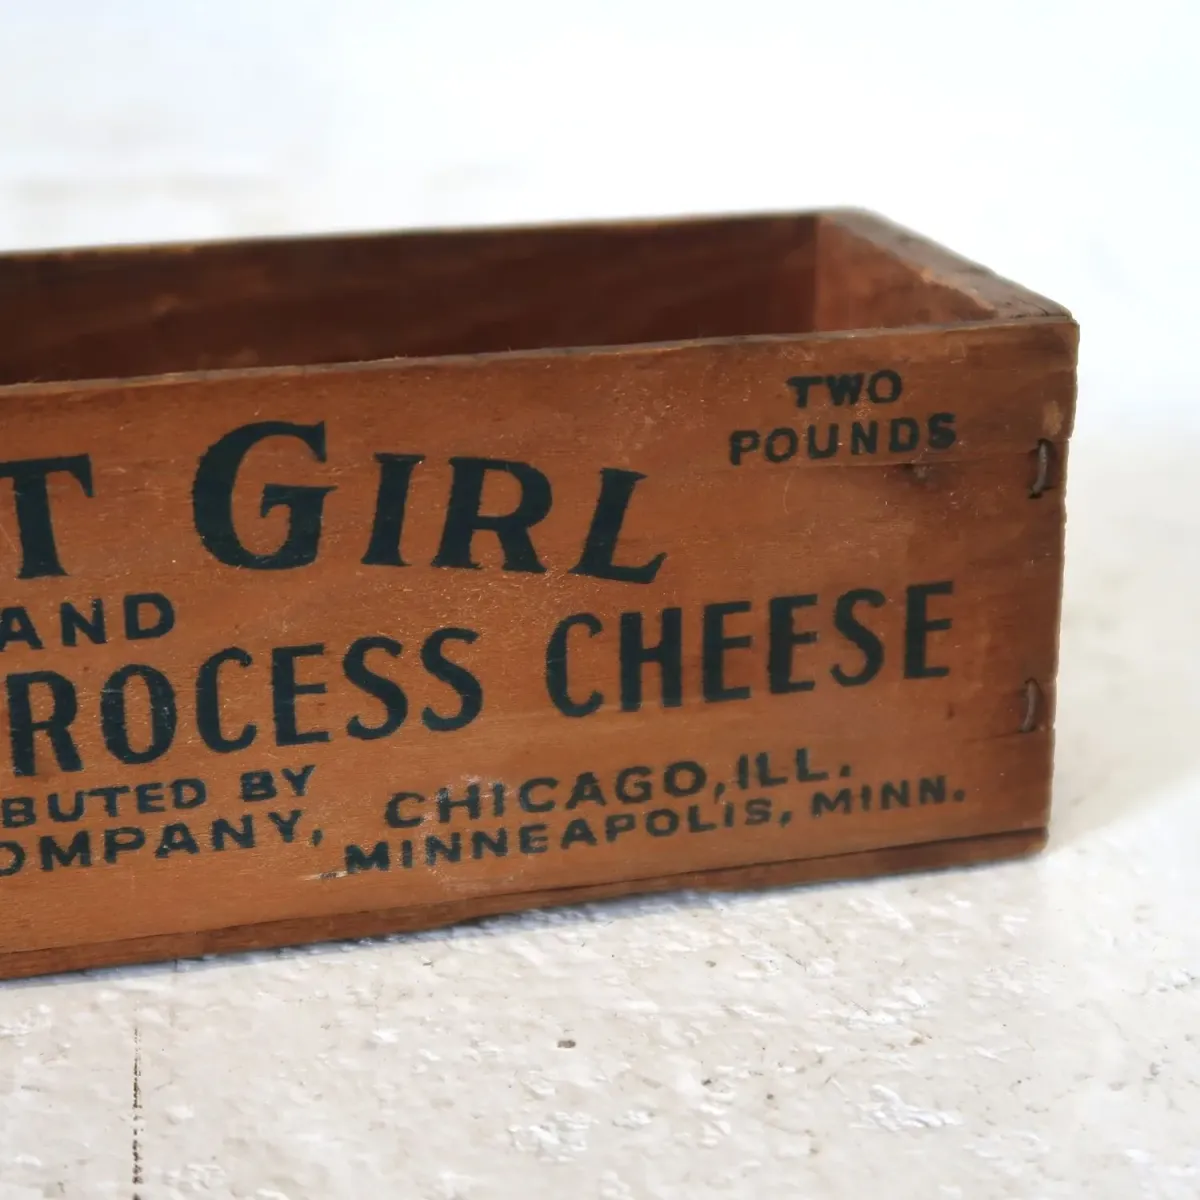 TWO
POUNDS
T GIRL
AND
ROCESS CHEESE
BUTED BY
OMPANY,
CHICAGO, ILL.
MINNEAPOLIS, MINN.